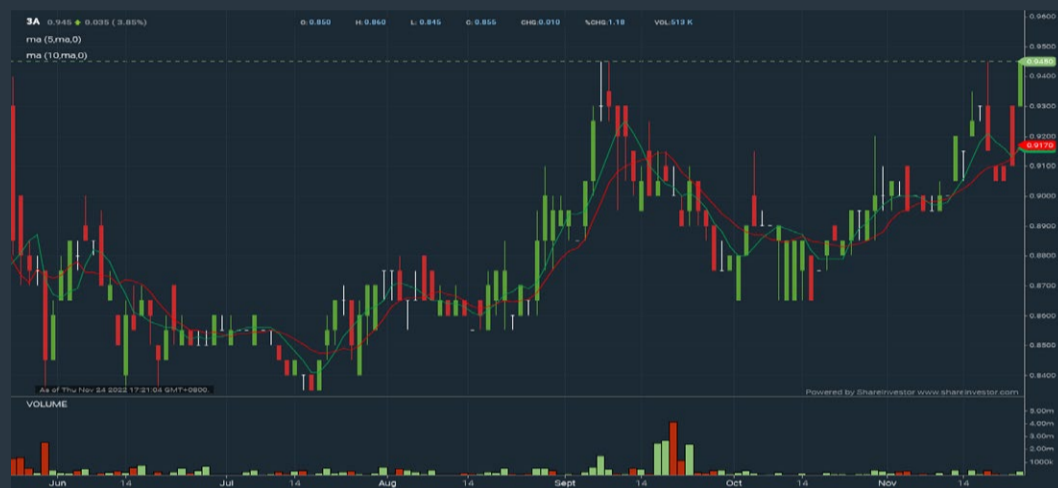 3A 0.945 0.035 ( 3.85%) O: 0.850 H: 0.860 L: 0.845 C: 0.855 CHG:0.010 %CHG:1.18 VOL:513 K
ma (5,ma,0)
ma (10,ma,0)
0.9600
0.9500
0.9450
0.9400
0.9300
0.9200
0.9170
0.9100
0.9000
0.8900
0.8800
0.8700
0.8600
0.8500
0.8400
As of Thu Nov 24 2022 17:21:04 GMT+0800. Powered by ShareInvestor www.shareinvestor.com
VOLUME
5.00m
4.00m
3.00m
2.00m
1000k
Jun 14 Jul 14 Aug 14 Sept 14 Oct 14 Nov 14